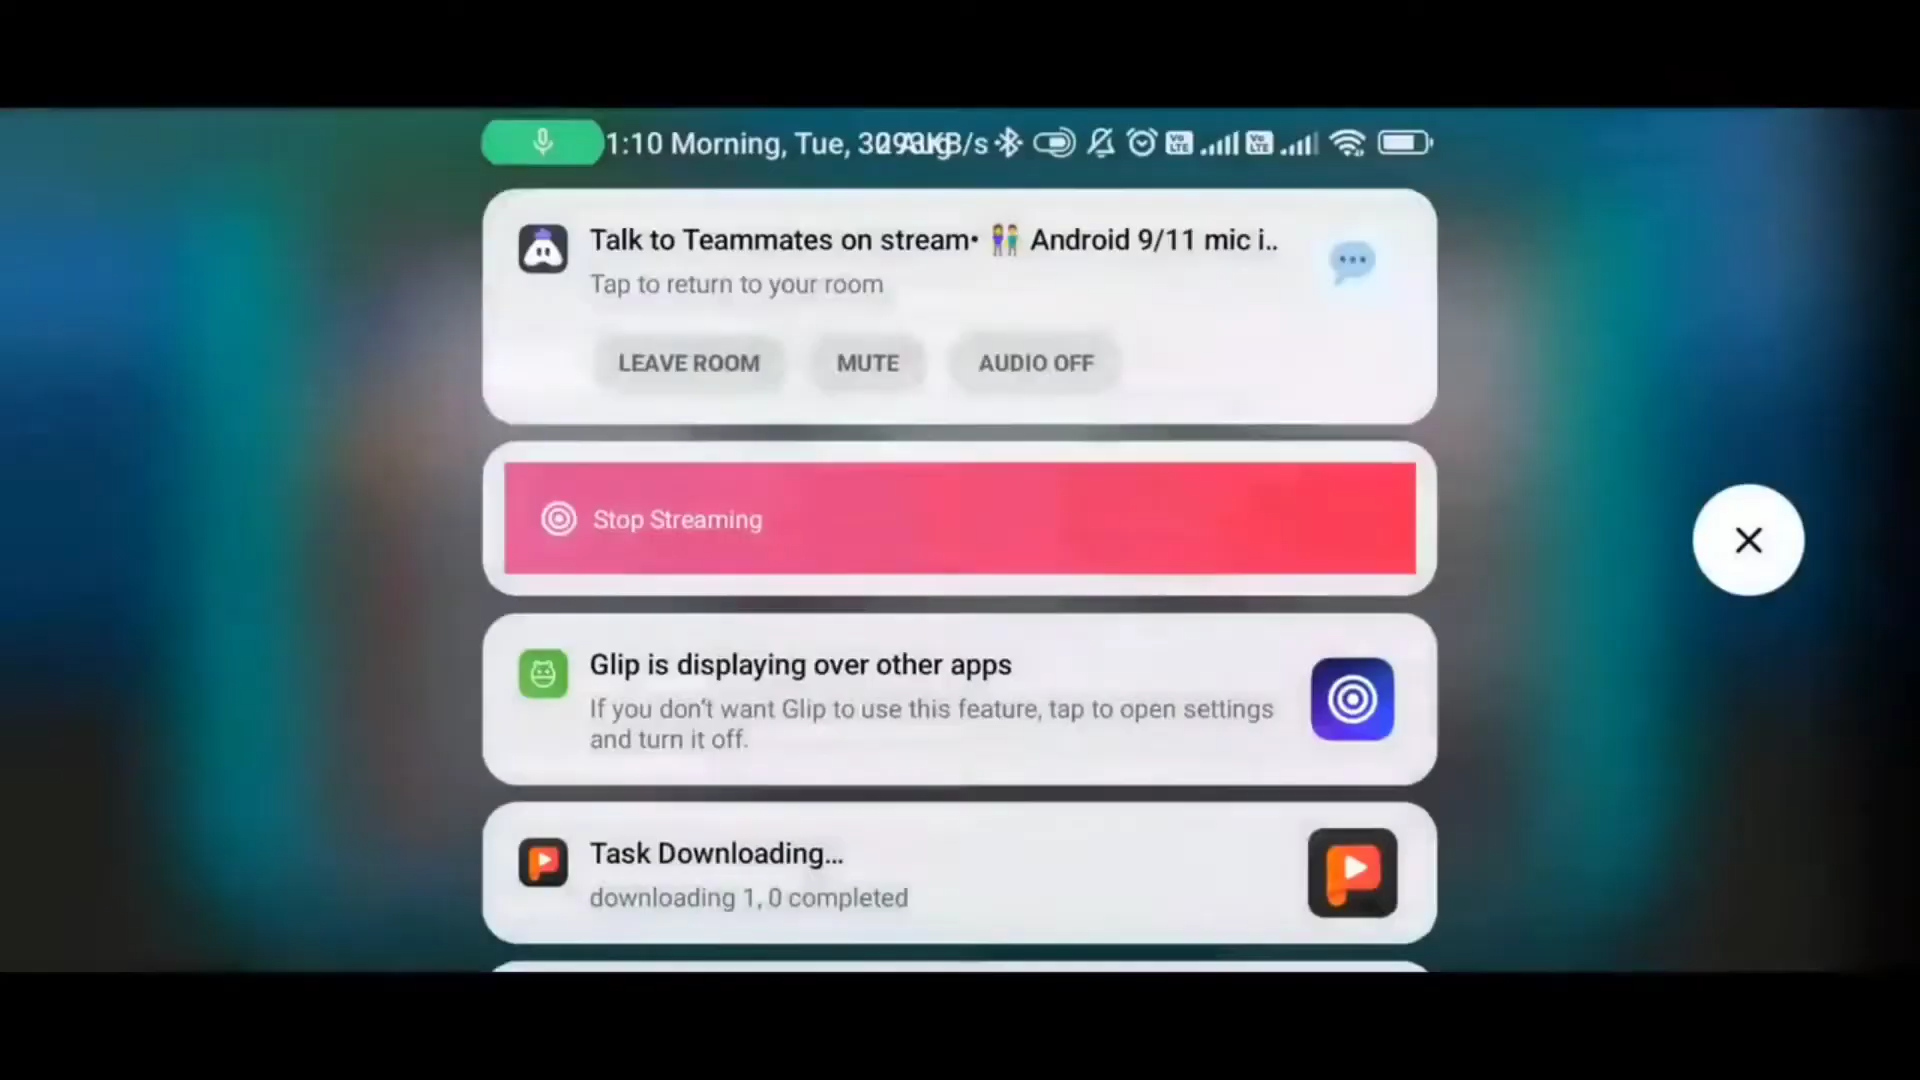 1:10 Morning, Tue, 30 Aug
Talk to Teammates on stream• 👫 Android 9/11 mic i..
Tap to return to your room
LEAVE ROOM MUTE AUDIO OFF
Stop Streaming
Glip is displaying over other apps
If you don't want Glip to use this feature, tap to open settings
and turn it off.
Task Downloading...
downloading 1, 0 completed